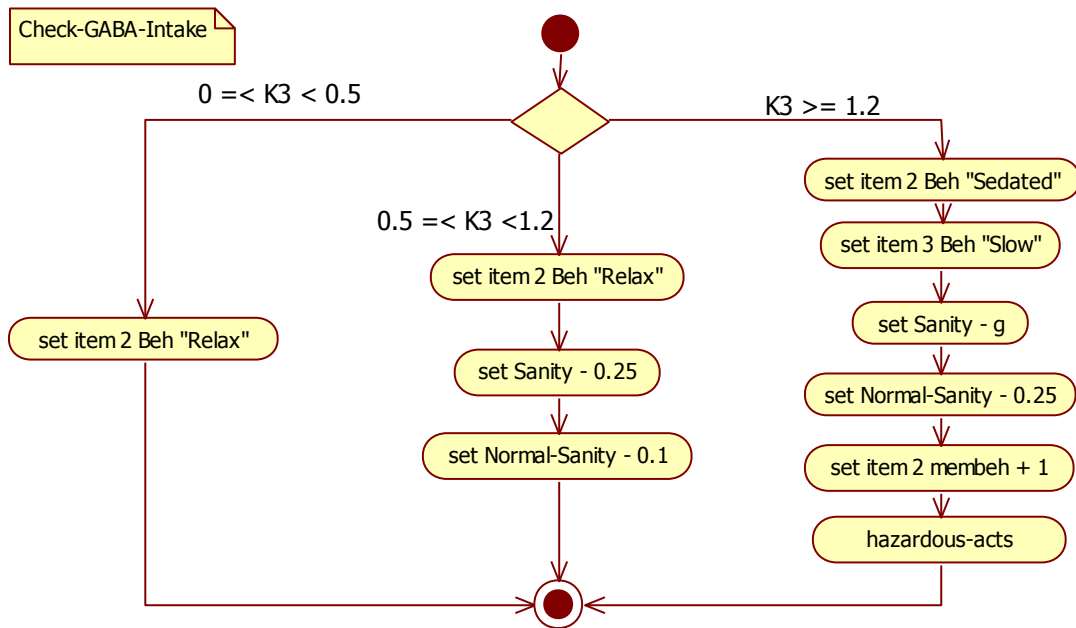 Check-GABA-Intake
0 =< K3 < 0.5
K3 >= 1.2
0.5 =< K3 <1.2
set item 2 Beh "Relax"
set item 2 Beh "Relax"
set Sanity - 0.25
set Normal-Sanity - 0.1
set item 2 Beh "Sedated"
set item 3 Beh "Slow"
set Sanity - g
set Normal-Sanity - 0.25
set item 2 membeh + 1
hazardous-acts